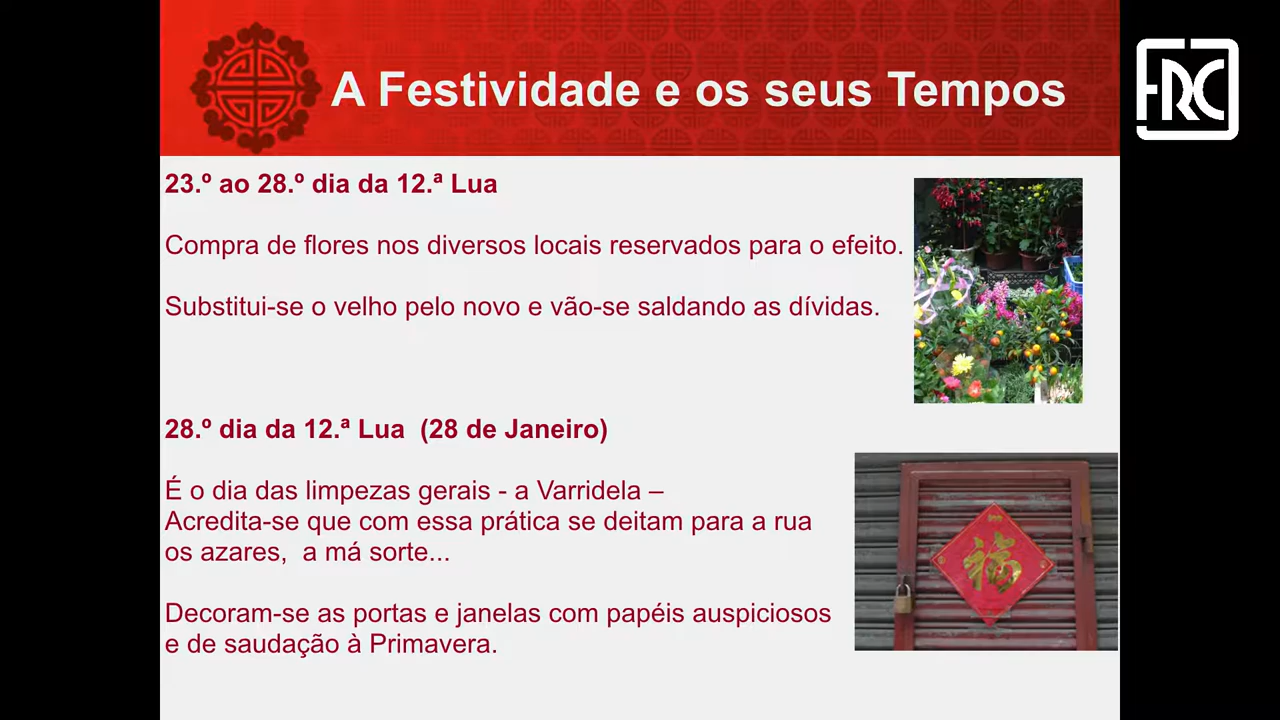 A Festividade e os seus Tempos
FRC
23.º ao 28.º dia da 12.ª Lua
Compra de flores nos diversos locais reservados para o efeito.
Substitui-se o velho pelo novo e vão-se saldando as dívidas.
28.º dia da 12.ª Lua (28 de Janeiro)
É o dia das limpezas gerais - a Varridela –
Acredita-se que com essa prática se deitam para a rua
os azares, a má sorte...
福
Decoram-se as portas e janelas com papéis auspiciosos
e de saudação à Primavera.